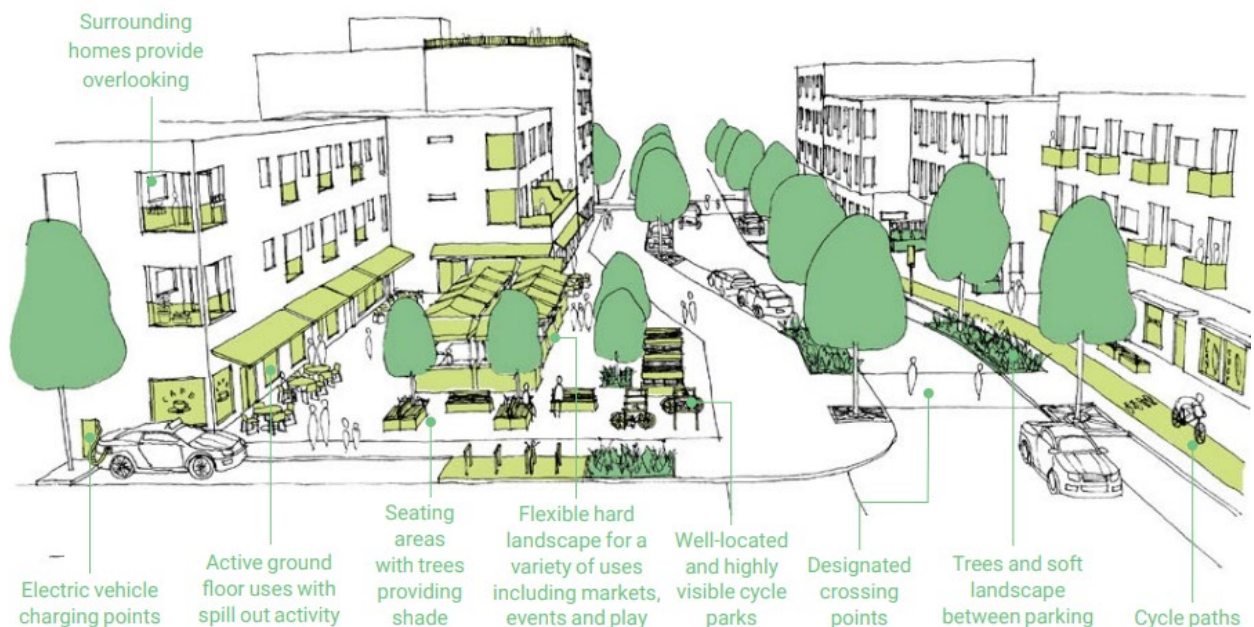 Surrounding
homes provide
overlooking
CAFE
Electric vehicle
charging points
Active ground
floor uses with
spill out activity
Seating
areas
with trees
providing
shade
Flexible hard
landscape for a
variety of uses
including markets,
events and play
Well-located
and highly
visible cycle
parks
Designated
crossing
points
Trees and soft
landscape
between parking
Cycle paths